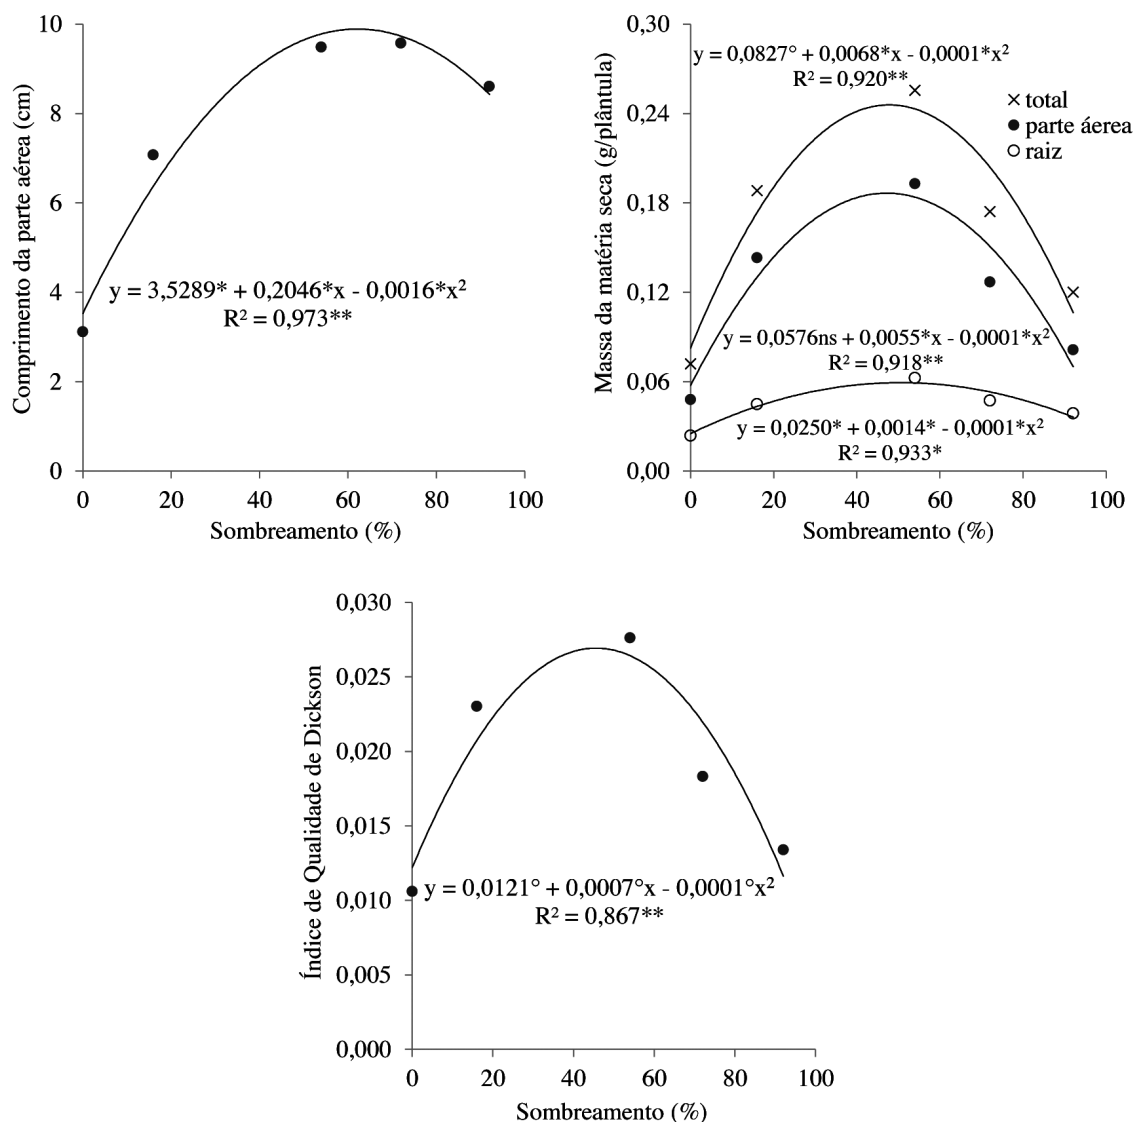 10
8
6
4
2
0
Comprimento da parte aérea (cm)
y = 3,5289* + 0,2046*x - 0,0016*x²
R² = 0,973**
0 20 40 60 80 100
Sombreamento (%)
0,30
0,24
0,18
0,12
0,06
0,00
Massa da matéria seca (g/plântula)
y = 0,0827° + 0,0068*x - 0,0001*x²
R² = 0,920**
total
parte áerea
raiz
y = 0,0576ns + 0,0055*x - 0,0001*x²
R² = 0,918**
y = 0,0250* + 0,0014* - 0,0001*x²
R² = 0,933*
0 20 40 60 80 100
Sombreamento (%)
0,030
0,025
0,020
0,015
0,010
0,005
0,000
Índice de Qualidade de Dickson
y = 0,0121° + 0,0007°x - 0,0001°x²
R² = 0,867**
0 20 40 60 80 100
Sombreamento (%)